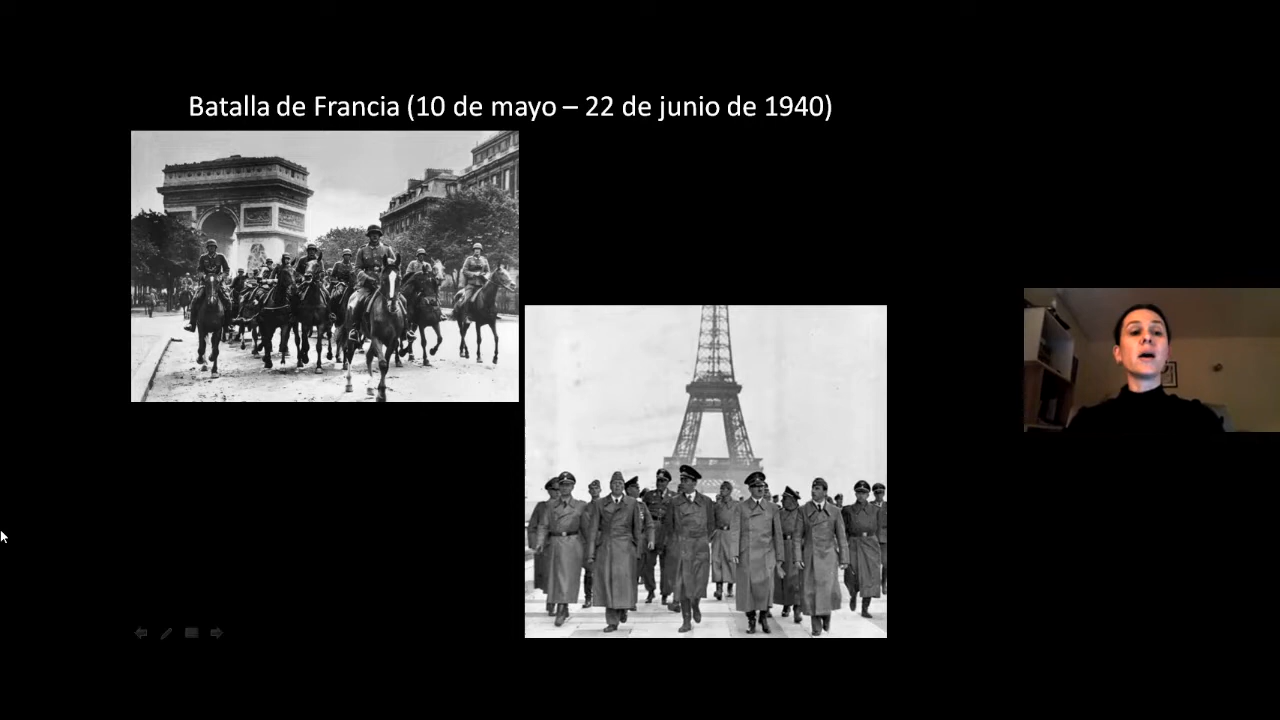 Batalla de Francia (10 de mayo – 22 de junio de 1940)